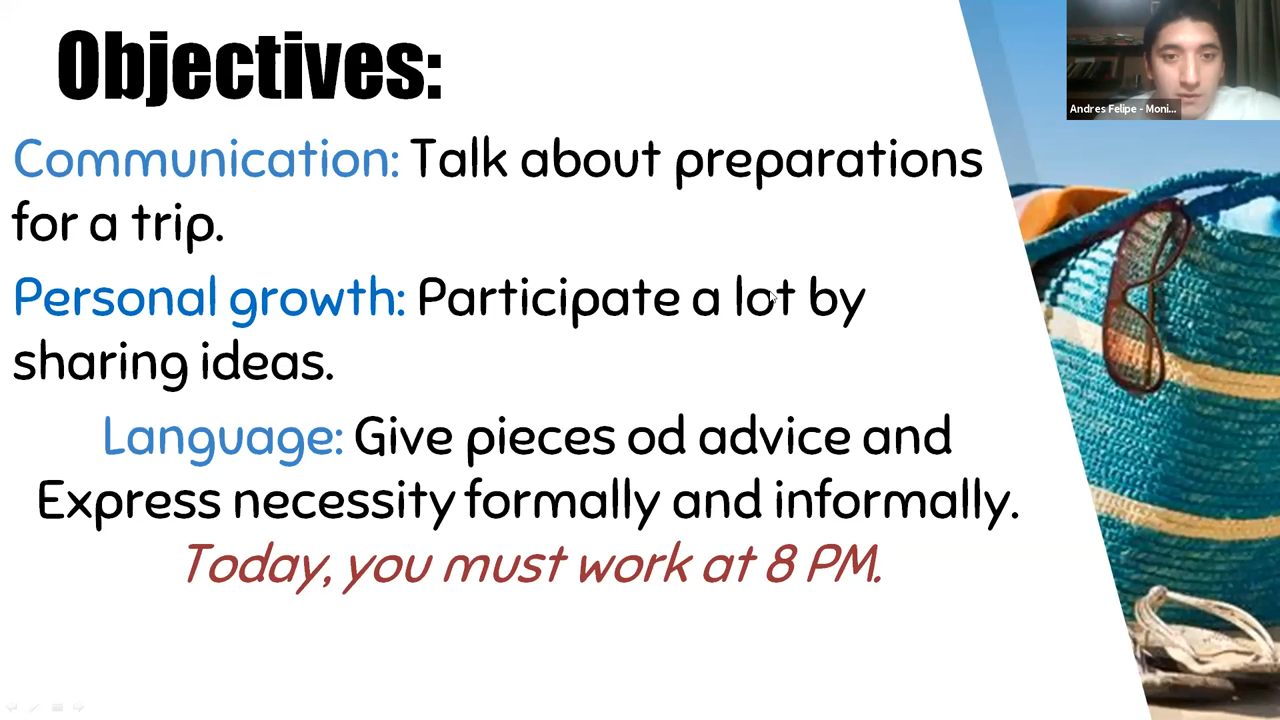 Objectives:
Andres Felipe - Moni...
Communication: Talk about preparations
for a trip.
Personal growth: Participate a lot by
sharing ideas.
Language: Give pieces od advice and
Express necessity formally and informally.
Today, you must work at 8 PM.